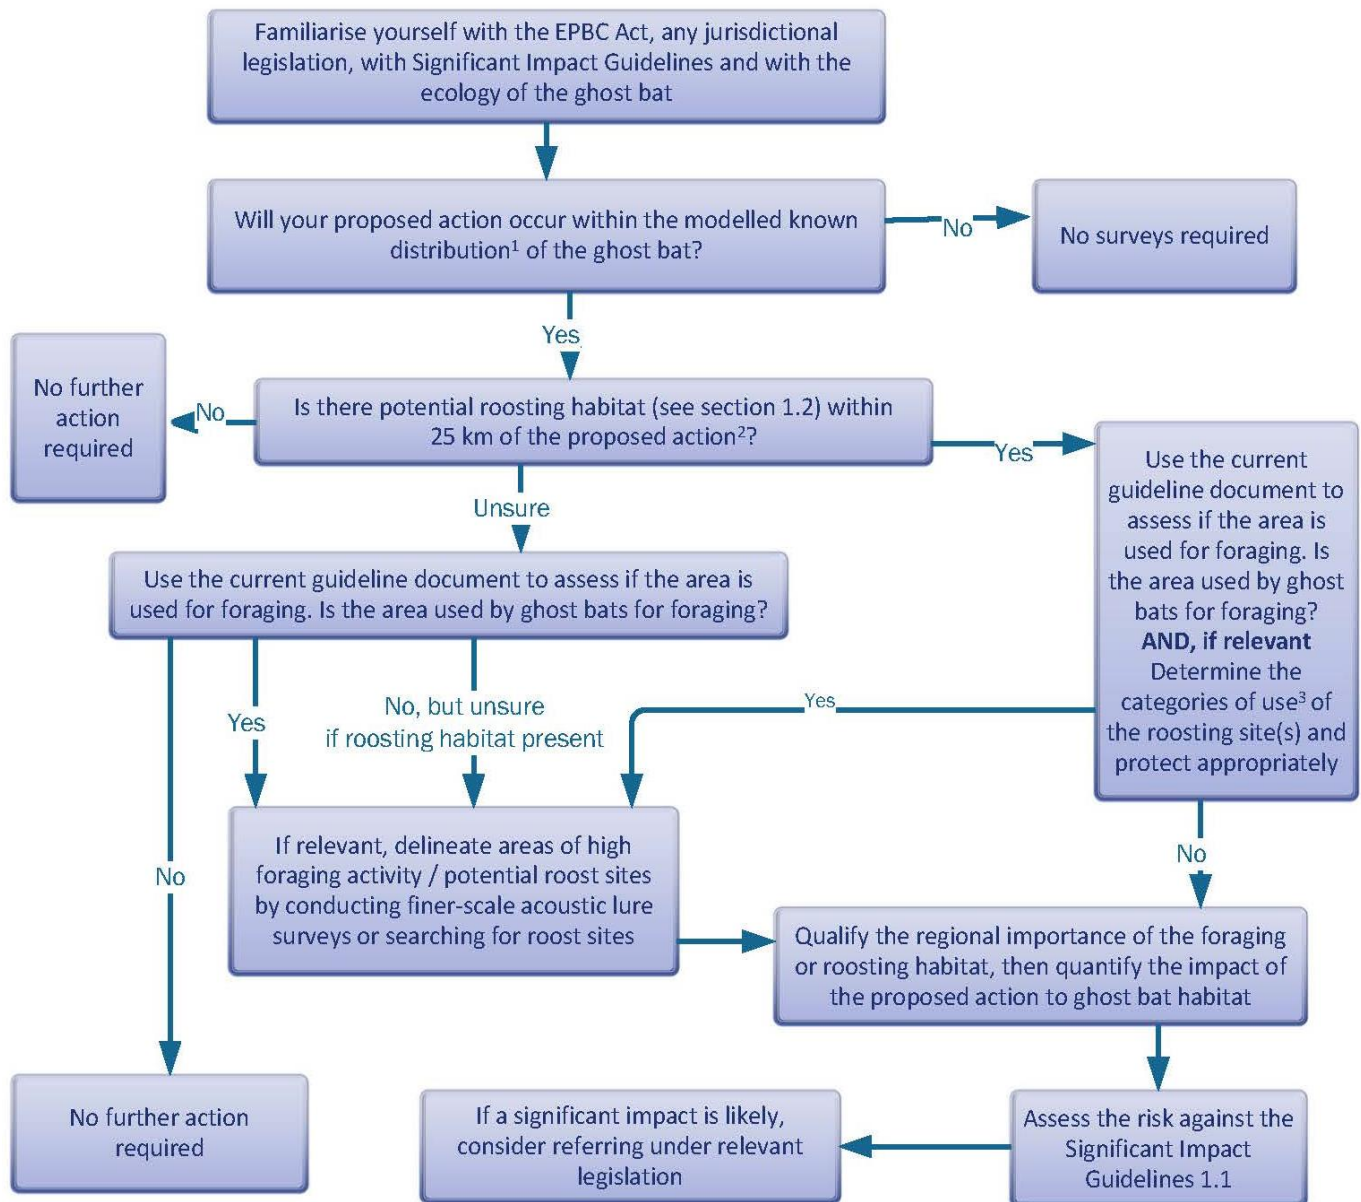 Familiarise yourself with the EPBC Act, any jurisdictional
legislation, with Significant Impact Guidelines and with the
ecology of the ghost bat
Will your proposed action occur within the modelled known
distribution¹ of the ghost bat?
No
No surveys required
Yes
No further
action
required
No
Is there potential roosting habitat (see section 1.2) within
25 km of the proposed action²?
Yes
Unsure
Use the current
guideline document to
assess if the area is
used for foraging. Is
the area used by ghost
bats for foraging?
AND, if relevant
Determine the
categories of use³ of
the roosting site(s) and
protect appropriately
Use the current guideline document to assess if the area is
used for foraging. Is the area used by ghost bats for foraging?
Yes
No, but unsure
if roosting habitat present
Yes
No
No
If relevant, delineate areas of high
foraging activity / potential roost sites
by conducting finer-scale acoustic lure
surveys or searching for roost sites
Qualify the regional importance of the foraging
or roosting habitat, then quantify the impact of
the proposed action to ghost bat habitat
No further action
required
If a significant impact is likely,
consider referring under relevant
legislation
Assess the risk against the
Significant Impact
Guidelines 1.1